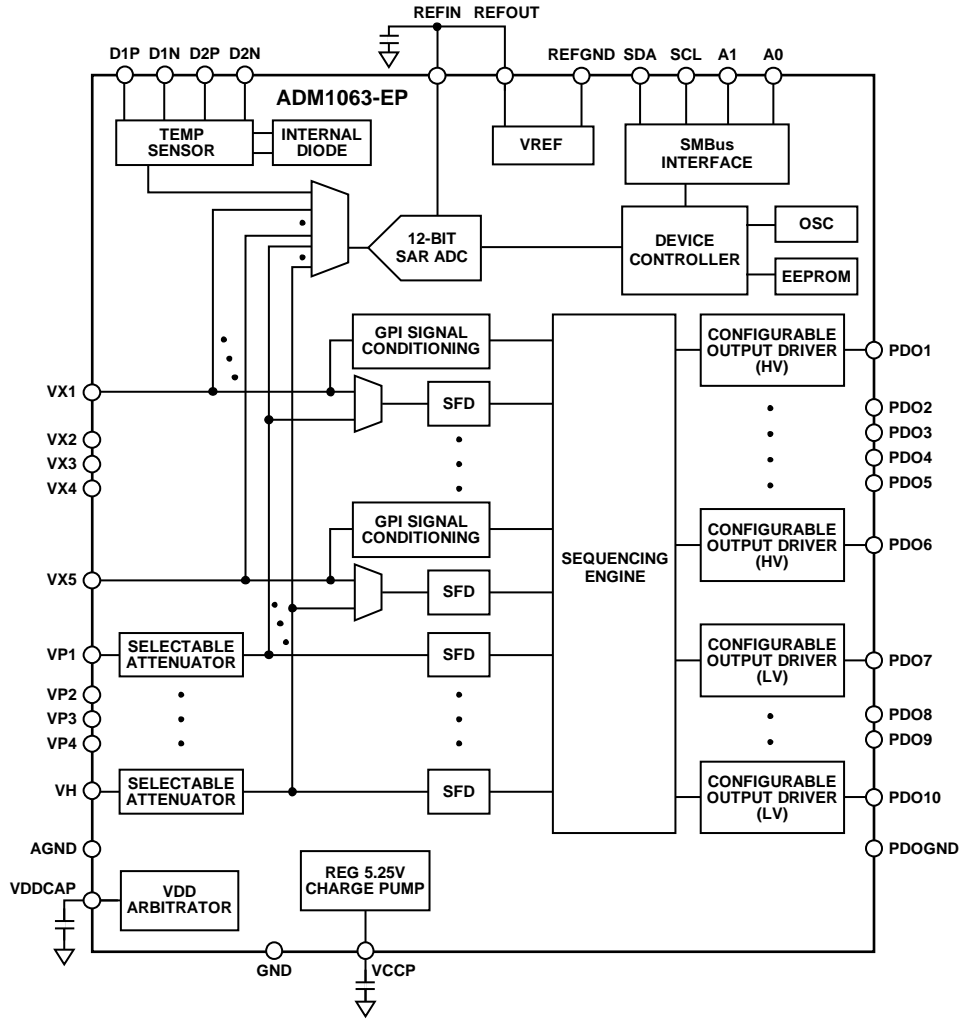 REFIN REFOUT
D1P D1N D2P D2N
REFGND SDA SCL A1 A0
ADM1063-EP
TEMP
SENSOR
INTERNAL
DIODE
VREF
SMBus
INTERFACE
12-BIT
SAR ADC
DEVICE
CONTROLLER
OSC
EEPROM
GPI SIGNAL
CONDITIONING
CONFIGURABLE
OUTPUT DRIVER
(HV)
PDO1
VX1
SFD
PDO2
VX2
PDO3
VX3
PDO4
VX4
PDO5
GPI SIGNAL
CONDITIONING
CONFIGURABLE
OUTPUT DRIVER
(HV)
PDO6
SEQUENCING
ENGINE
VX5
SFD
VP1
SELECTABLE
ATTENUATOR
SFD
CONFIGURABLE
OUTPUT DRIVER
(LV)
PDO7
VP2
VP3
VP4
PDO8
PDO9
VH
SELECTABLE
ATTENUATOR
SFD
CONFIGURABLE
OUTPUT DRIVER
(LV)
PDO10
AGND
PDOGND
VDDCAP
VDD
ARBITRATOR
REG 5.25V
CHARGE PUMP
GND
VCCP